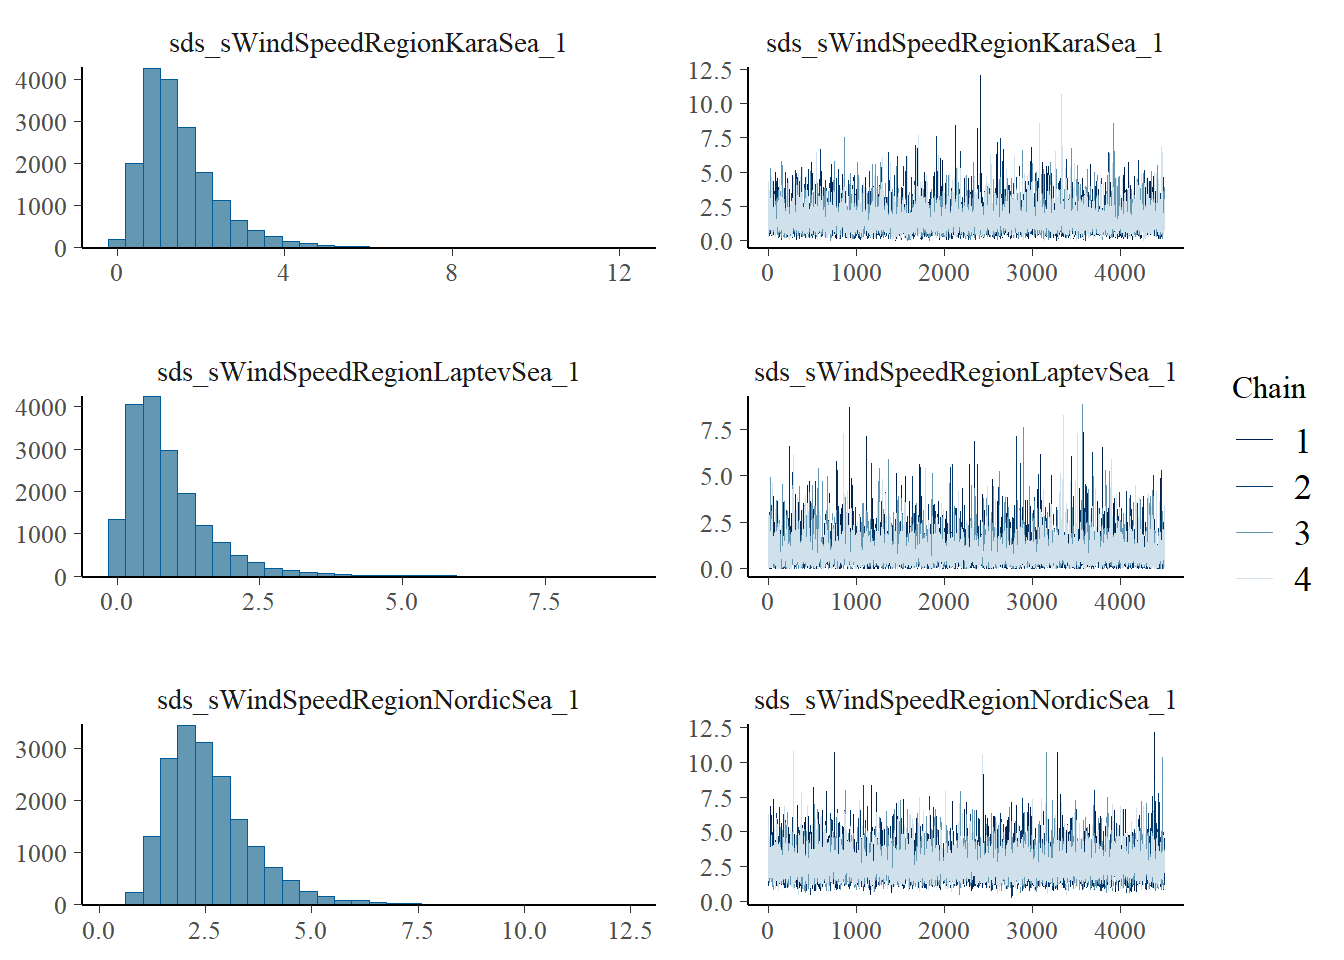 sds_sWindSpeedRegionKaraSea_1
4000
3000
2000
1000
0
0 4 8 12
sds_sWindSpeedRegionKaraSea_1
12.5
10.0
7.5
5.0
2.5
0.0
0 1000 2000 3000 4000
sds_sWindSpeedRegionLaptevSea_1
4000
3000
2000
1000
0
0.0 2.5 5.0 7.5
sds_sWindSpeedRegionLaptevSea_1
7.5
5.0
2.5
0.0
0 1000 2000 3000 4000
sds_sWindSpeedRegionNordicSea_1
3000
2000
1000
0
0.0 2.5 5.0 7.5 10.0 12.5
sds_sWindSpeedRegionNordicSea_1
12.5
10.0
7.5
5.0
2.5
0.0
0 1000 2000 3000 4000
Chain
1
2
3
4